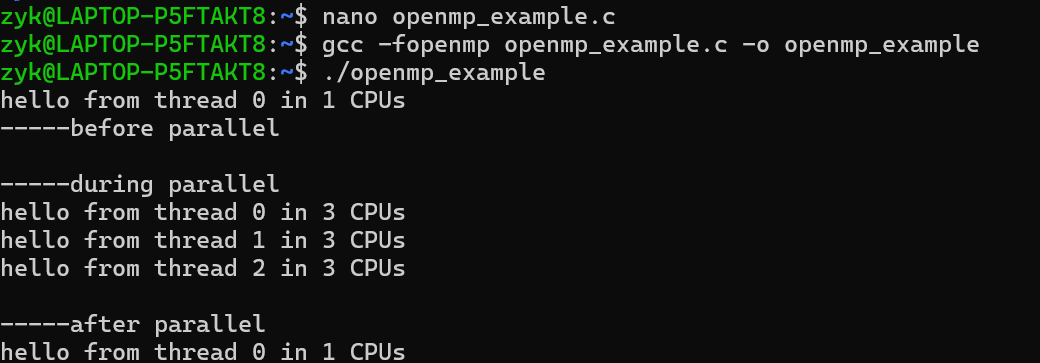 zyk@LAPTOP-P5FTAKT8:~$ nano openmp_example.c
zyk@LAPTOP-P5FTAKT8:~$ gcc -fopenmp openmp_example.c -o openmp_example
zyk@LAPTOP-P5FTAKT8:~$ ./openmp_example
hello from thread 0 in 1 CPUs
-----before parallel
-----during parallel
hello from thread 0 in 3 CPUs
hello from thread 1 in 3 CPUs
hello from thread 2 in 3 CPUs
-----after parallel
hello from thread 0 in 1 CPUs